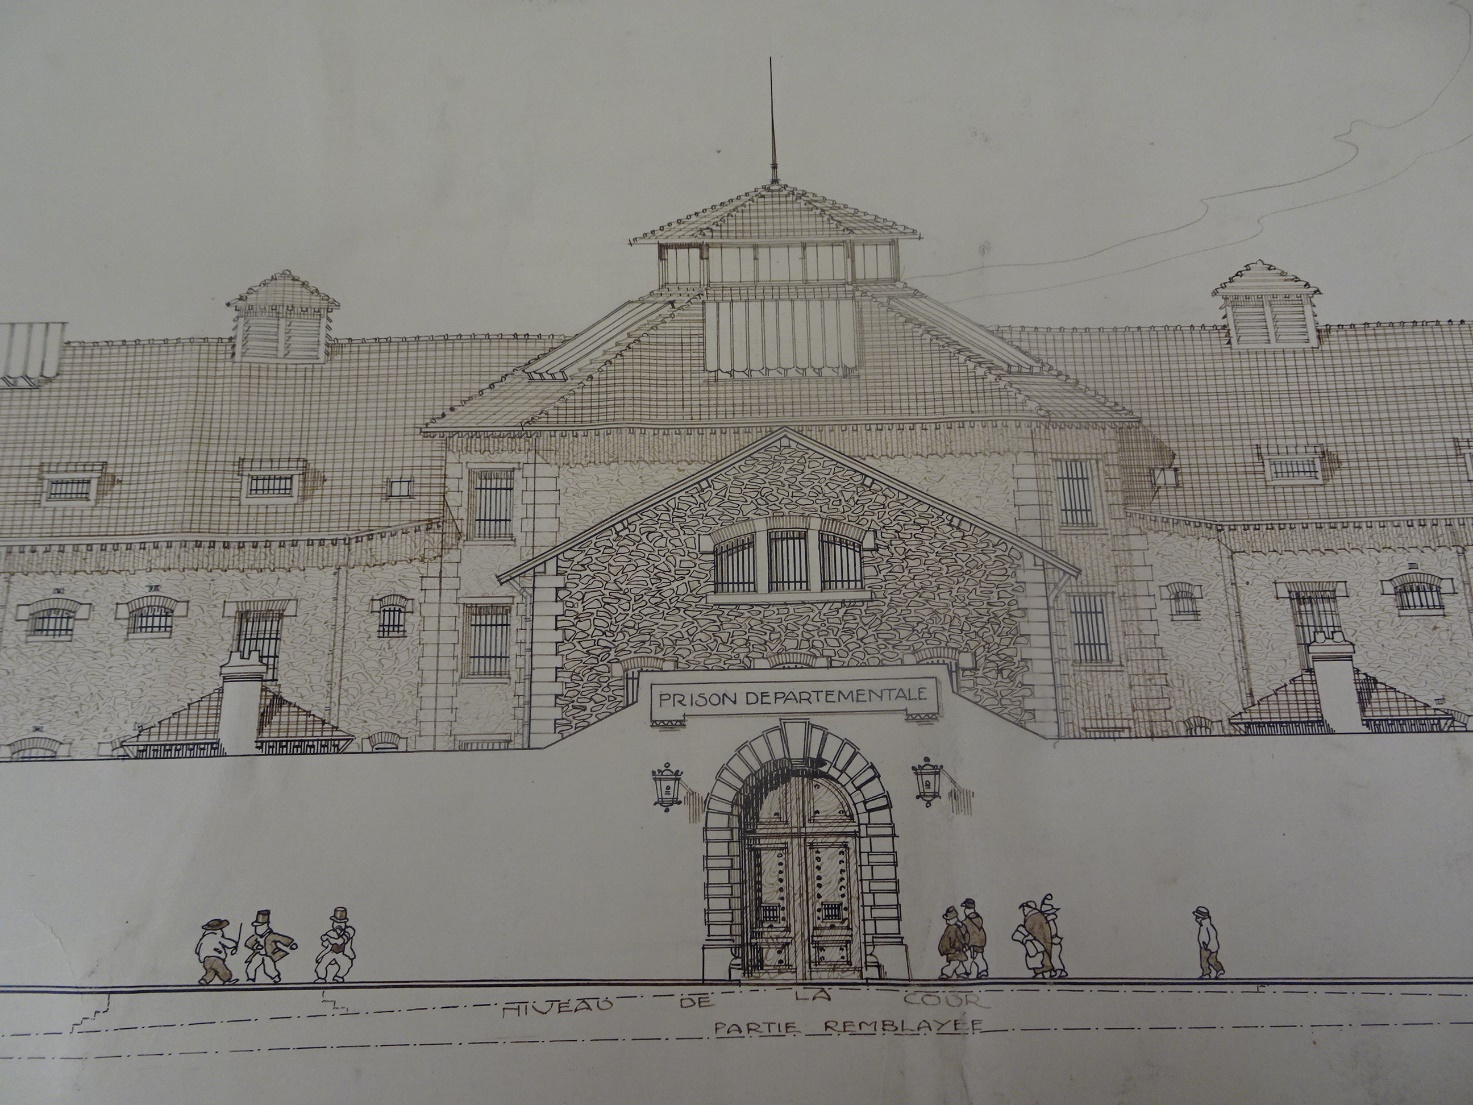 PRISON DEPARTEMENTALE
NIVEAU DE LA COUR
PARTIE REMBLAYEE